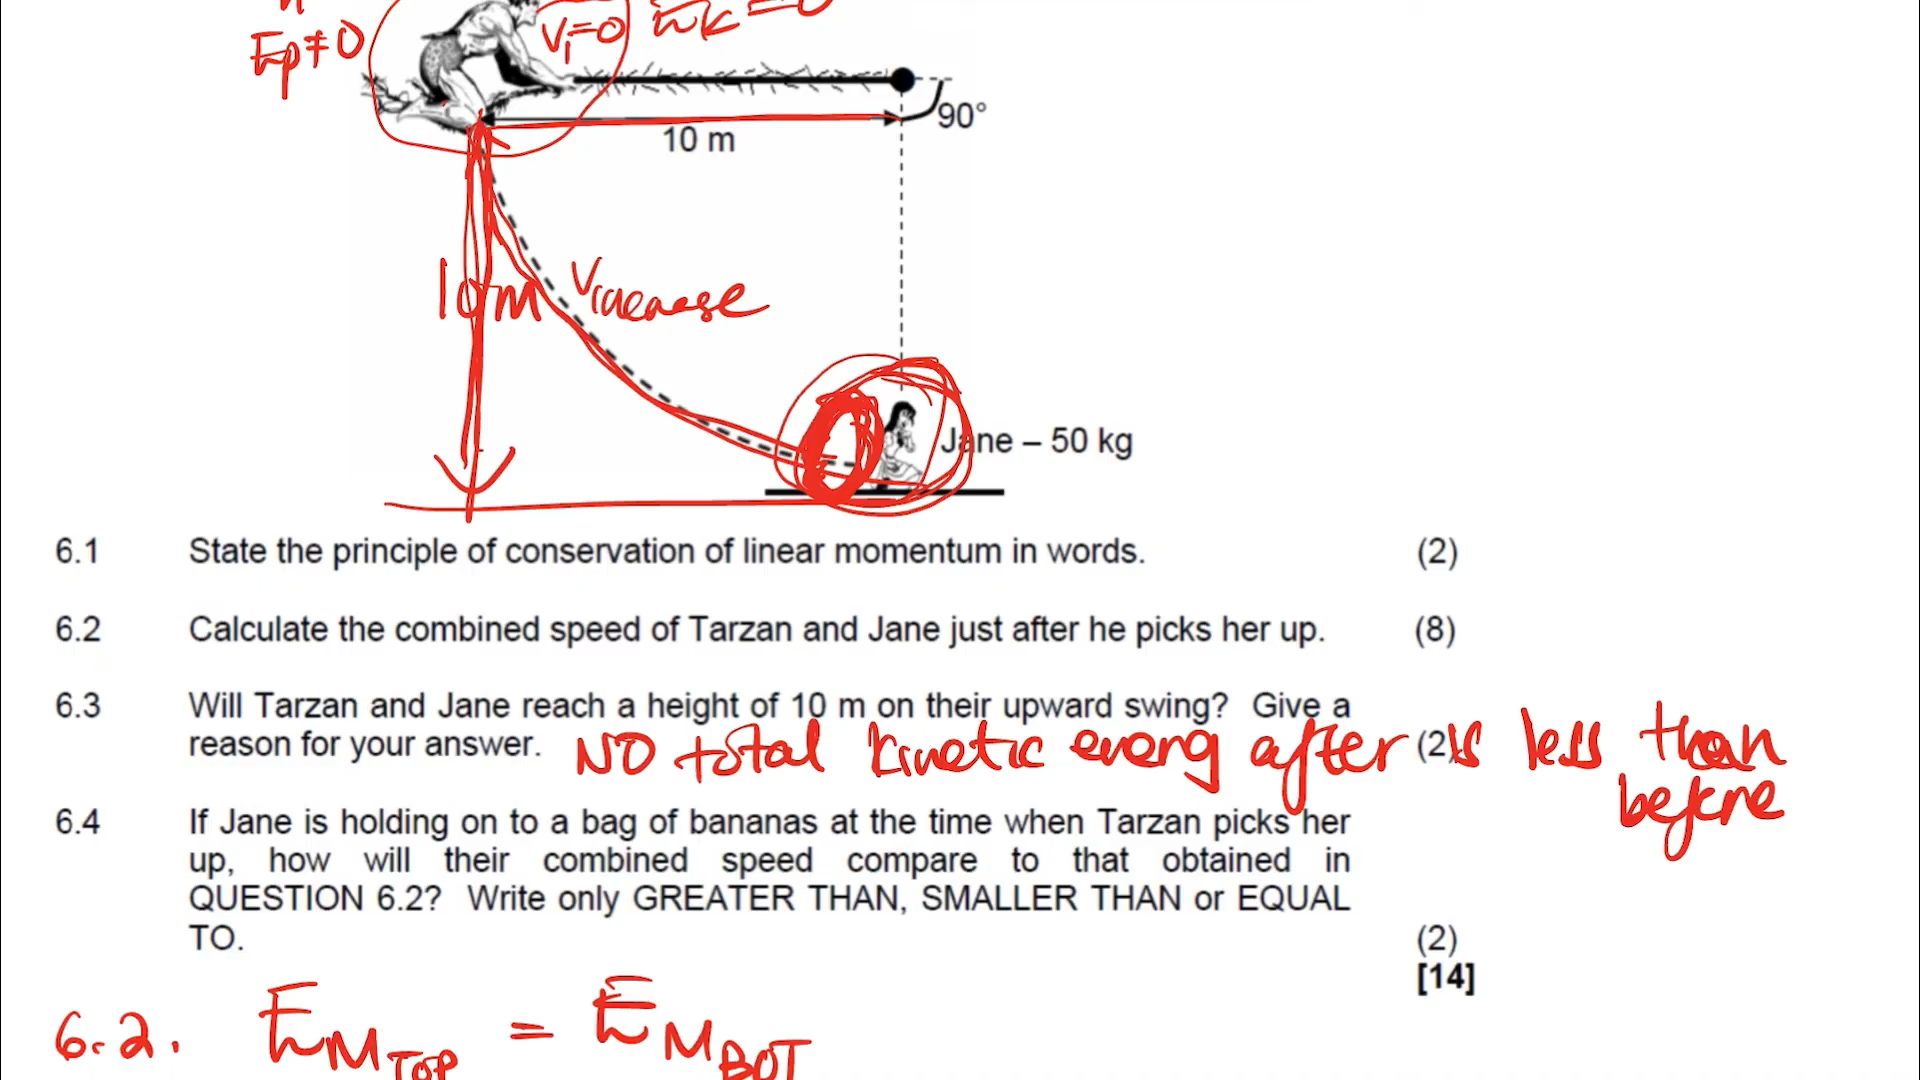 Ep≠0
V₁=0
90°
10 m
10m
Vincrease
Jane – 50 kg
6.1 State the principle of conservation of linear momentum in words. (2)
6.2 Calculate the combined speed of Tarzan and Jane just after he picks her up. (8)
6.3 Will Tarzan and Jane reach a height of 10 m on their upward swing? Give a
reason for your answer. (2)
NO total kinetic energ after is less than
before
6.4 If Jane is holding on to a bag of bananas at the time when Tarzan picks her
up, how will their combined speed compare to that obtained in
QUESTION 6.2? Write only GREATER THAN, SMALLER THAN or EQUAL
TO. (2)
[14]
6.2. EM TOP = EM BOT